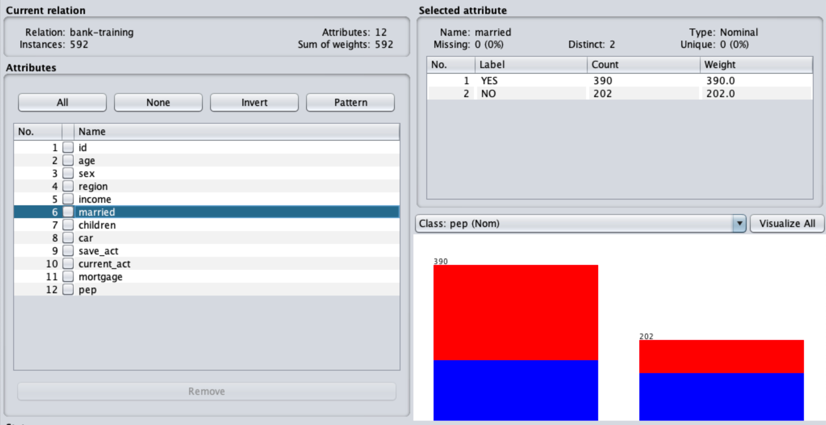 Current relation
Relation: bank-training
Attributes: 12
Instances: 592
Sum of weights: 592
Attributes
All None Invert Pattern
No. Name
1 id
2 age
3 sex
4 region
5 income
6 married
7 children
8 car
9 save_act
10 current_act
11 mortgage
12 pep
Remove
Selected attribute
Name: married
Type: Nominal
Missing: 0 (0%)
Distinct: 2
Unique: 0 (0%)
No. Label Count Weight
1 YES 390 390.0
2 NO 202 202.0
Class: pep (Nom)
Visualize All
390
202